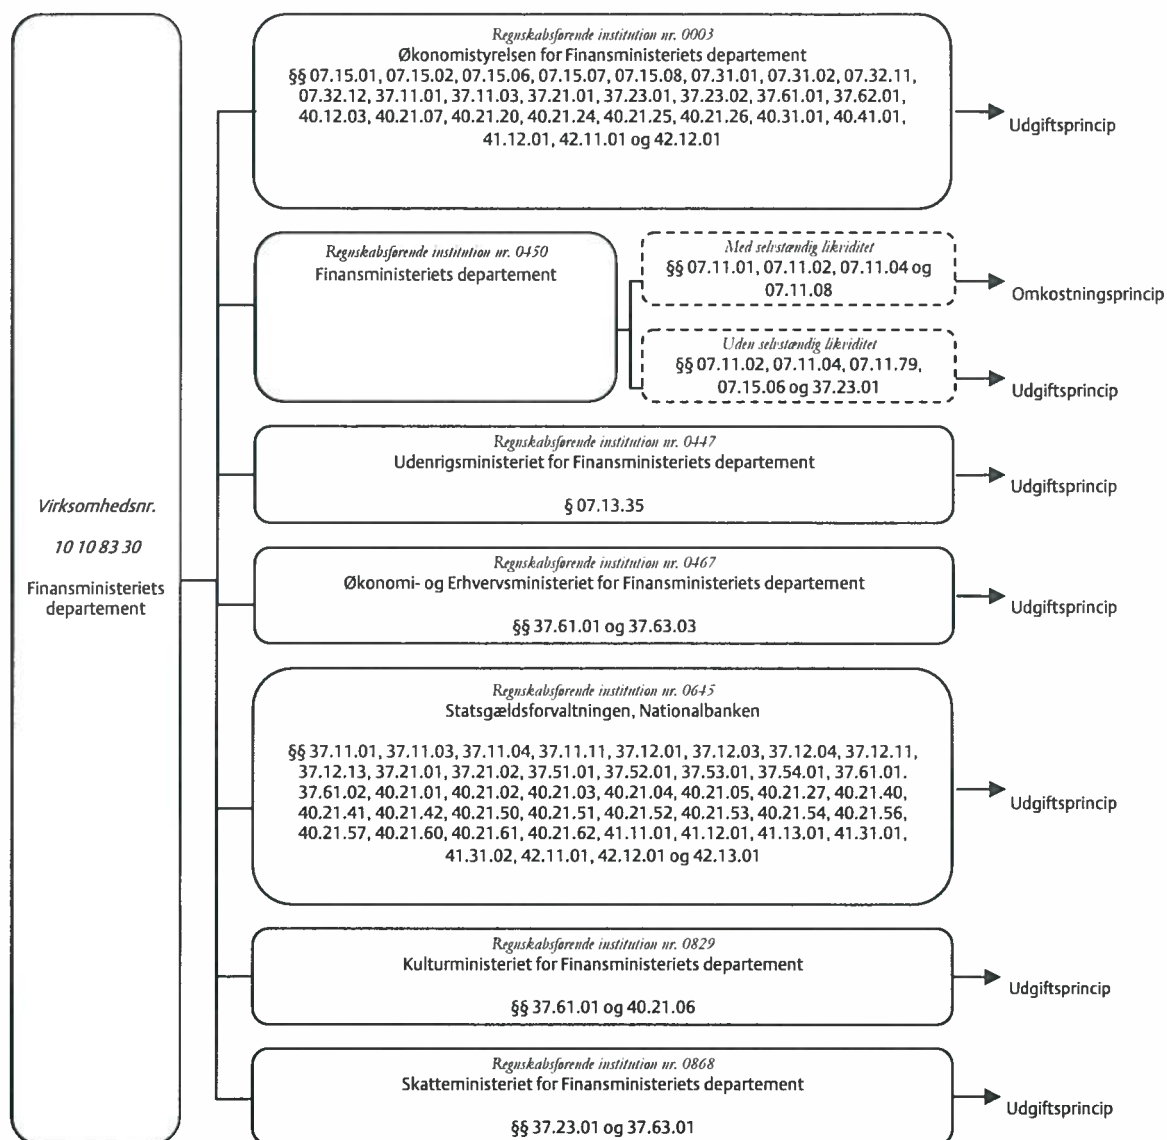 Virksomhedsnr.
10 10 83 30
Finansministeriets
departement
Regnskabsførende institution nr. 0003
Økonomistyrelsen for Finansministeriets departement
§§ 07.15.01, 07.15.02, 07.15.06, 07.15.07, 07.15.08, 07.31.01, 07.31.02, 07.32.11,
07.32.12, 37.11.01, 37.11.03, 37.21.01, 37.23.01, 37.23.02, 37.61.01, 37.62.01,
40.12.03, 40.21.07, 40.21.20, 40.21.24, 40.21.25, 40.21.26, 40.31.01, 40.41.01,
41.12.01, 42.11.01 og 42.12.01
Udgiftsprincip
Regnskabsførende institution nr. 0450
Finansministeriets departement
Med selvstændig likviditet
§§ 07.11.01, 07.11.02, 07.11.04 og
07.11.08
Omkostningsprincip
Uden selvstændig likviditet
§§ 07.11.02, 07.11.04, 07.11.79,
07.15.06 og 37.23.01
Udgiftsprincip
Regnskabsførende institution nr. 0447
Udenrigsministeriet for Finansministeriets departement
§ 07.13.35
Udgiftsprincip
Regnskabsførende institution nr. 0467
Økonomi- og Erhvervsministeriet for Finansministeriets departement
§§ 37.61.01 og 37.63.03
Udgiftsprincip
Regnskabsførende institution nr. 0645
Statsgældsforvaltningen, Nationalbanken
§§ 37.11.01, 37.11.03, 37.11.04, 37.11.11, 37.12.01, 37.12.03, 37.12.04, 37.12.11,
37.12.13, 37.21.01, 37.21.02, 37.51.01, 37.52.01, 37.53.01, 37.54.01, 37.61.01.
37.61.02, 40.21.01, 40.21.02, 40.21.03, 40.21.04, 40.21.05, 40.21.27, 40.21.40,
40.21.41, 40.21.42, 40.21.50, 40.21.51, 40.21.52, 40.21.53, 40.21.54, 40.21.56,
40.21.57, 40.21.60, 40.21.61, 40.21.62, 41.11.01, 41.12.01, 41.13.01, 41.31.01,
41.31.02, 42.11.01, 42.12.01 og 42.13.01
Udgiftsprincip
Regnskabsførende institution nr. 0829
Kulturministeriet for Finansministeriets departement
§§ 37.61.01 og 40.21.06
Udgiftsprincip
Regnskabsførende institution nr. 0868
Skatteministeriet for Finansministeriets departement
§§ 37.23.01 og 37.63.01
Udgiftsprincip